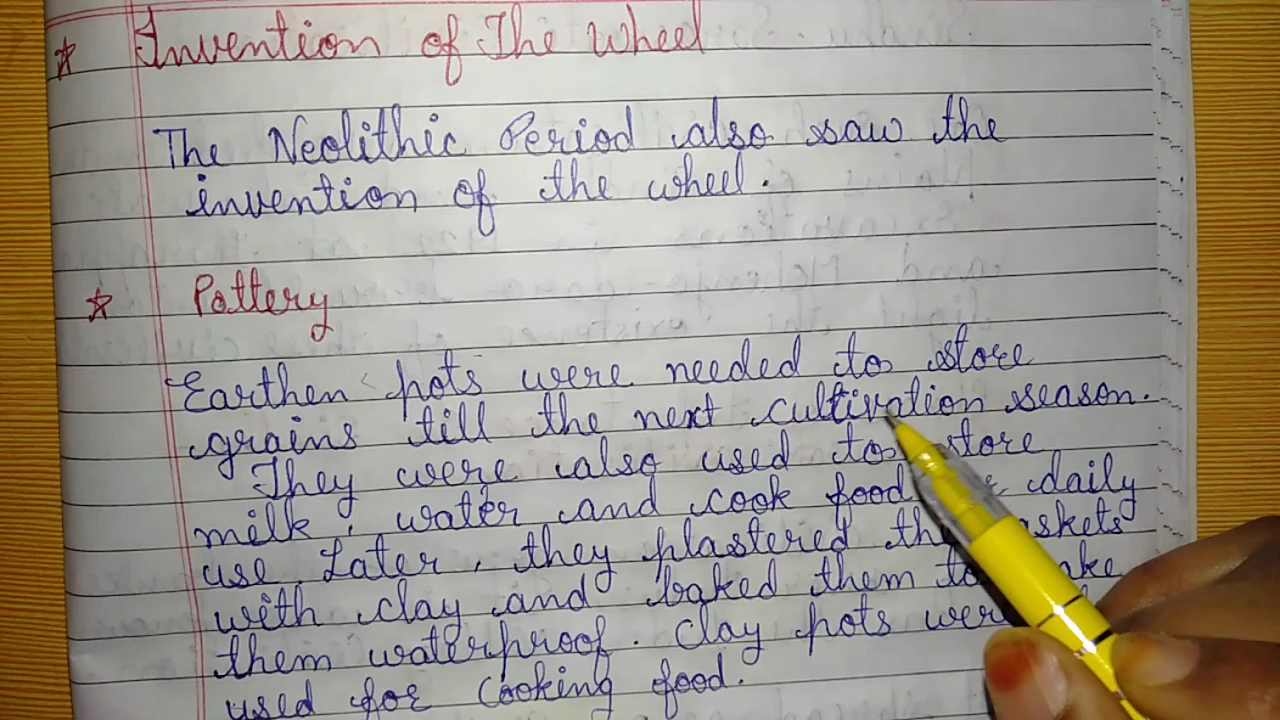 ☆ Invention of The Wheel
The Neolithic Period also saw the
invention of the wheel.
☆ Pottery
Earthen pots were needed to store
grains till the next cultivation season.
They were also used to store
milk, water and cook food daily
use. Later, they plastered the baskets
with clay and baked them to make
them waterproof. Clay pots were
used for cooking food.